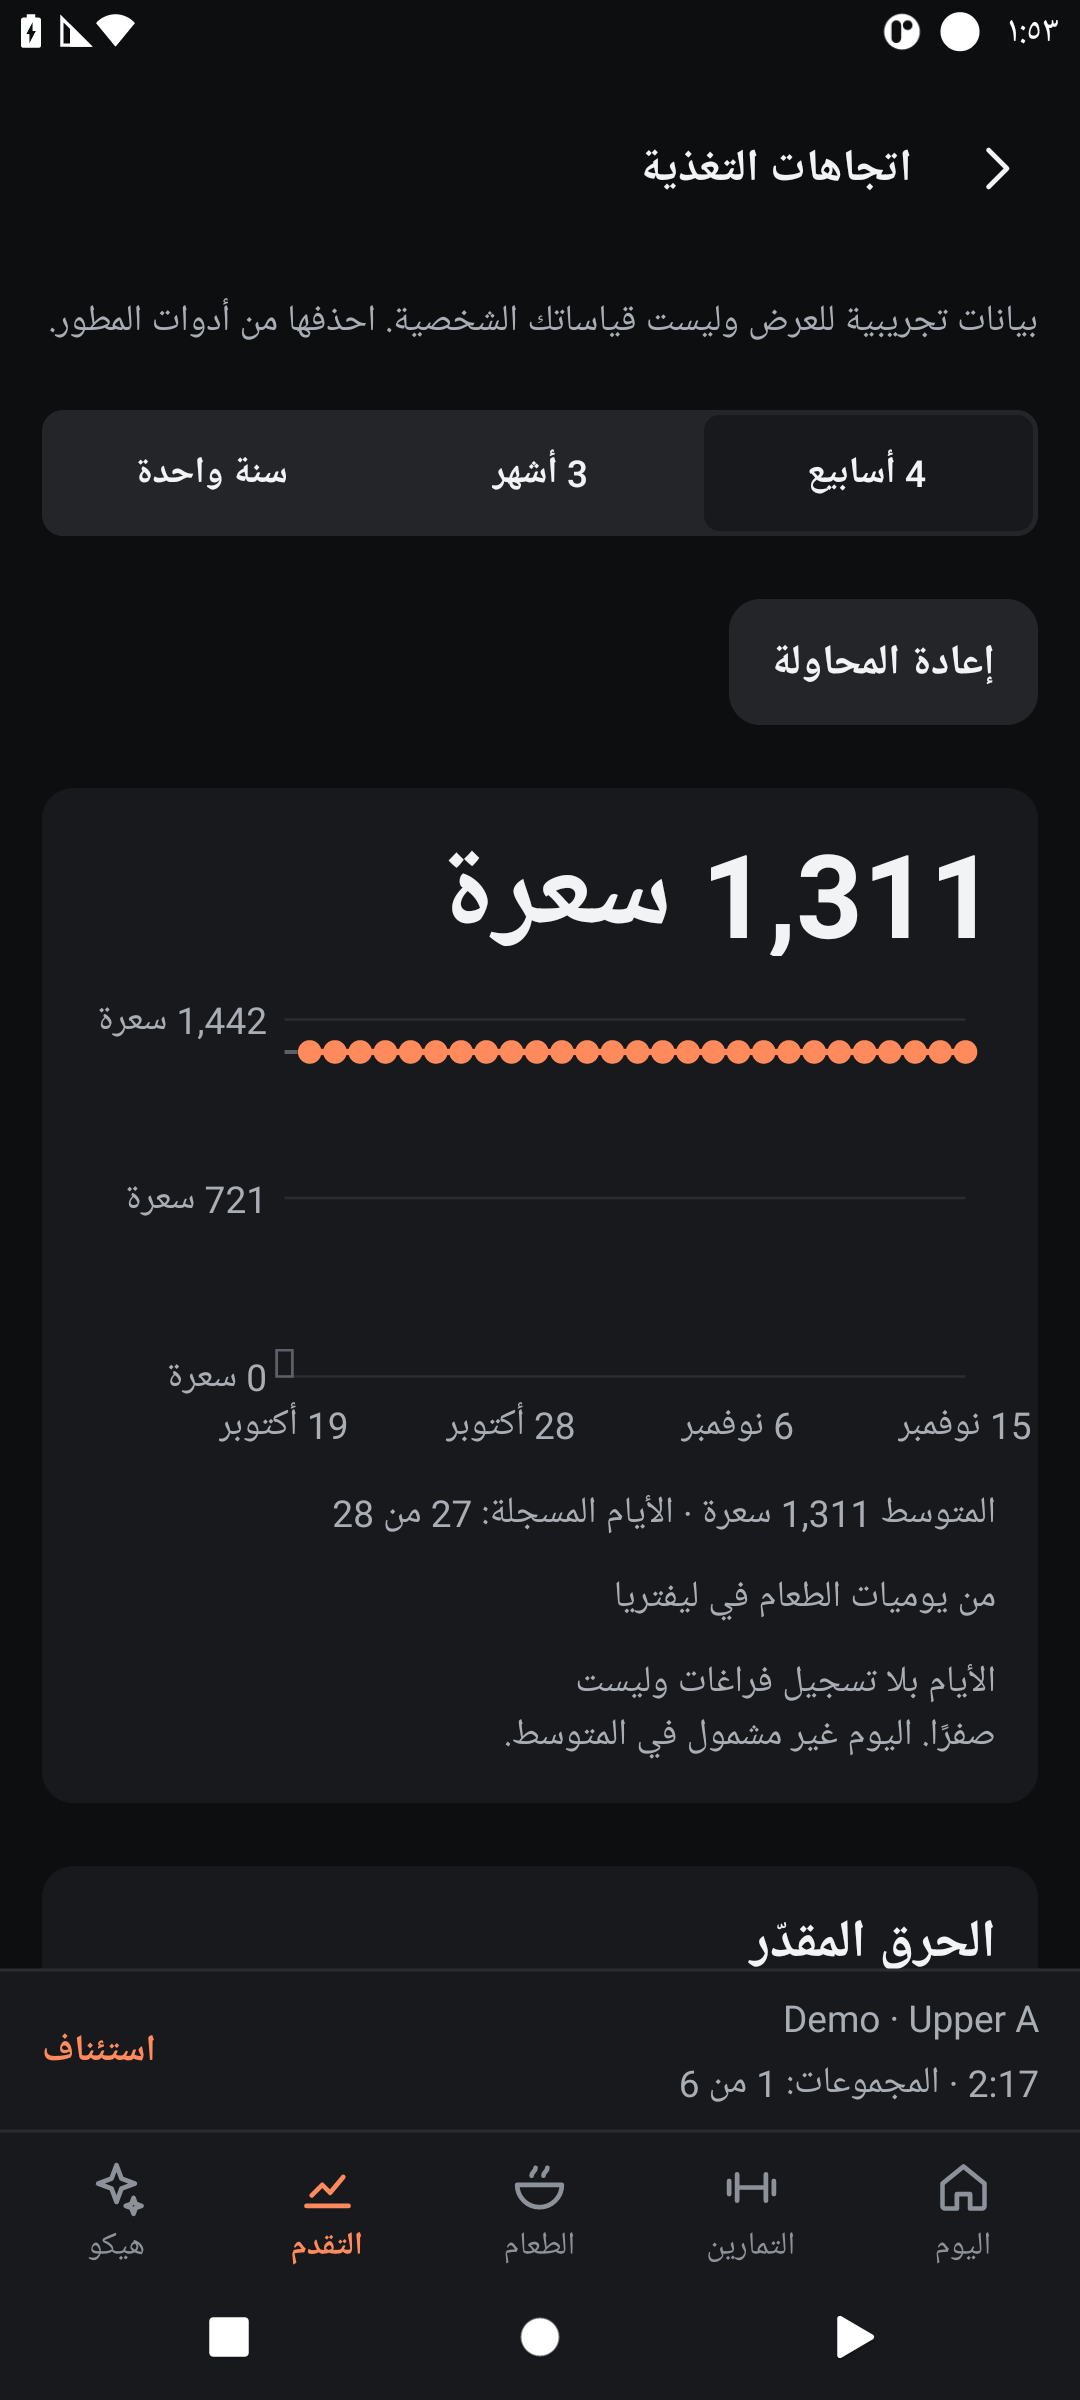 ١:٥٣
اتجاهات التغذية
بيانات تجريبية للعرض وليست قياساتك الشخصية. احذفها من أدوات المطور.
4 أسابيع
3 أشهر
سنة واحدة
إعادة المحاولة
1,311 سعرة
1,442 سعرة
721 سعرة
0 سعرة
19 أكتوبر
28 أكتوبر
6 نوفمبر
15 نوفمبر
المتوسط 1,311 سعرة · الأيام المسجلة: 27 من 28
من يوميات الطعام في ليفتريا
الأيام بلا تسجيل فراغات وليست
صفرًا. اليوم غير مشمول في المتوسط.
الحرق المقدّر
Demo · Upper A
2:17 · المجموعات: 1 من 6
استئناف
اليوم
التمارين
الطعام
التقدم
هيكو